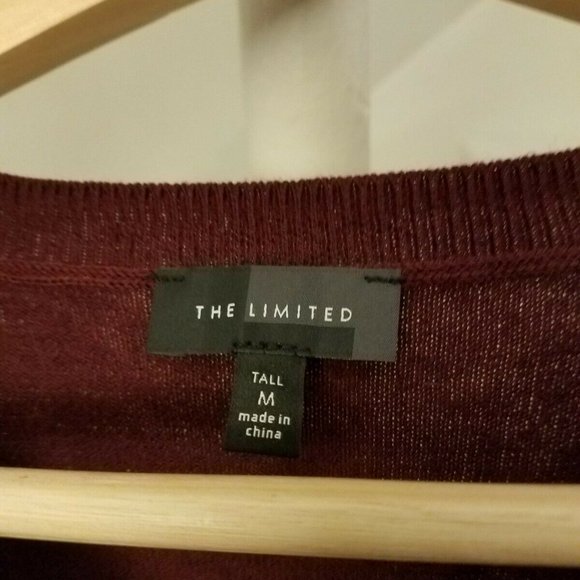 THE LIMITED
TALL
M
made in
china